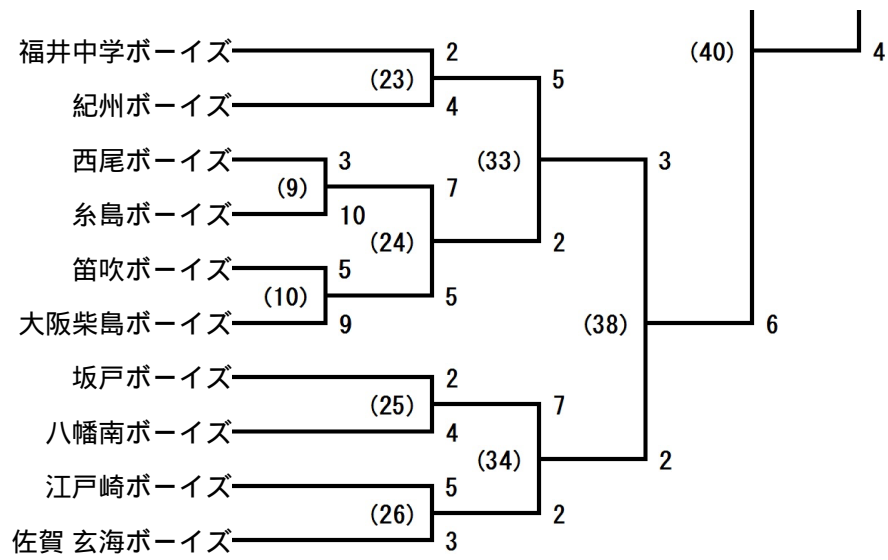 (40) 4
福井中学ボーイズ 2
(23) 5
紀州ボーイズ 4
西尾ボーイズ 3 (33) 3
(9) 7
糸島ボーイズ 10
(24) 2
笛吹ボーイズ 5
(10) 5
大阪柴島ボーイズ 9 (38) 6
坂戸ボーイズ 2
(25) 7
八幡南ボーイズ 4
(34) 2
江戸崎ボーイズ 5
(26) 2
佐賀 玄海ボーイズ 3